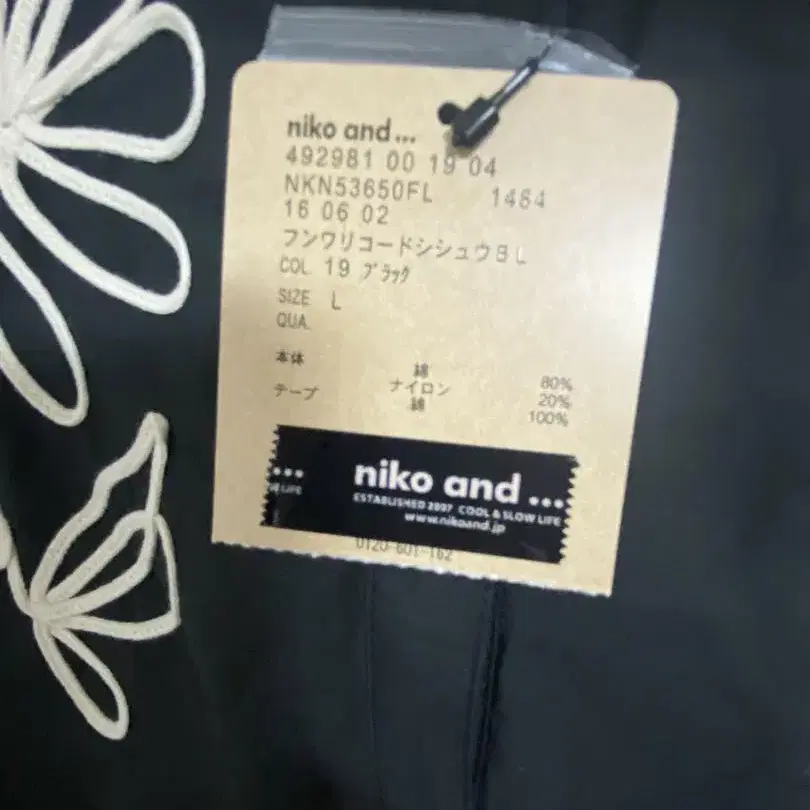 niko and...
492981 00 19 04
NKN53650FL 1484
16 06 02
フンワリコードシシュウBL
COL 19 ブラック
SIZE L
QUA.
本体 綿 80%
ナイロン 20%
テープ 綿 100%
... niko and ...
W LIFE ESTABLISHED 2007 COOL & SLOW LIFE
www.nikoand.jp
0120-601-162